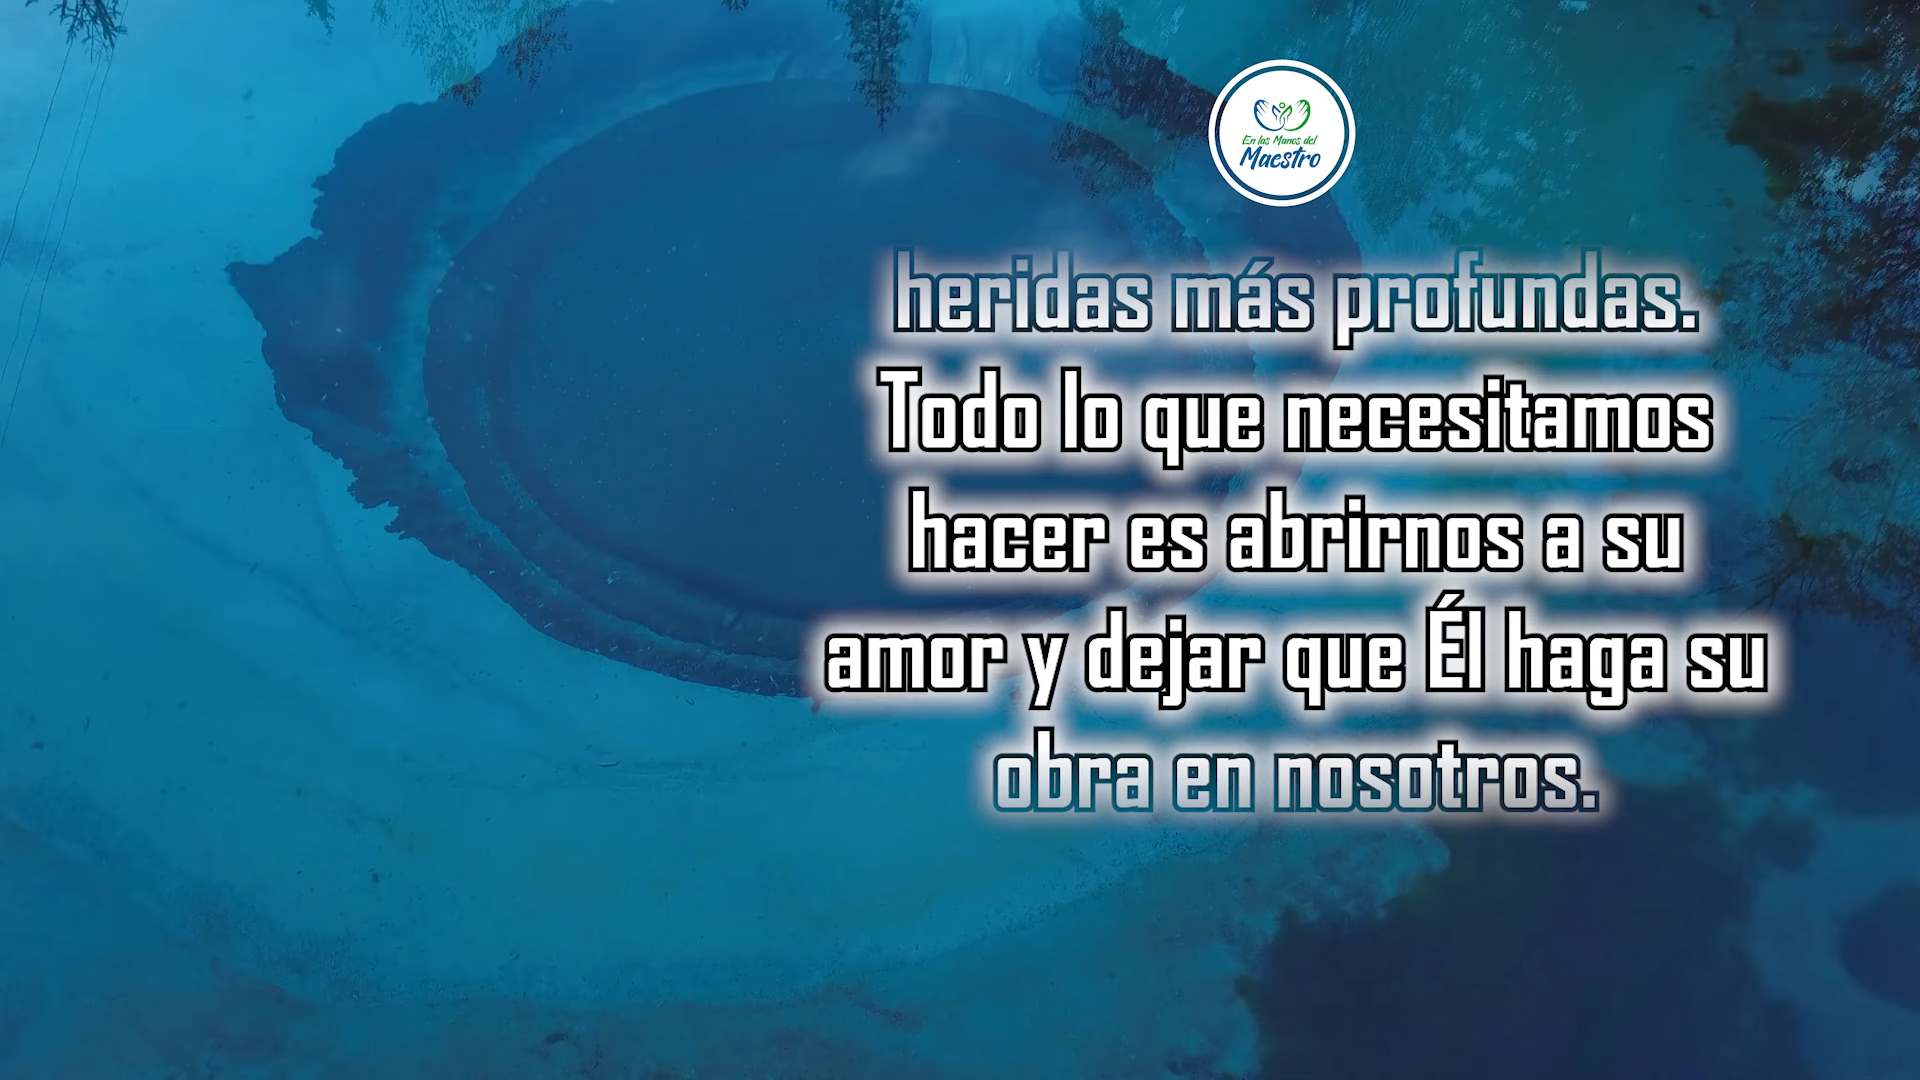 En las Manos del
Maestro
heridas más profundas.
Todo lo que necesitamos
hacer es abrirnos a su
amor y dejar que Él haga su
obra en nosotros.